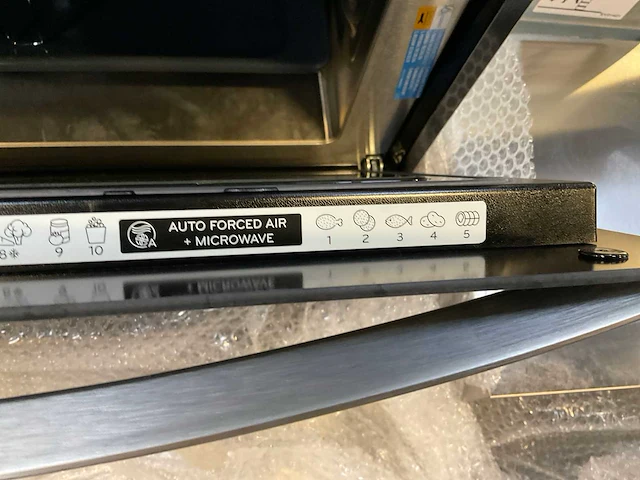 AUTO FORCED AIR
+ MICROWAVE
A
8* 9 10 1 2 3 4 5